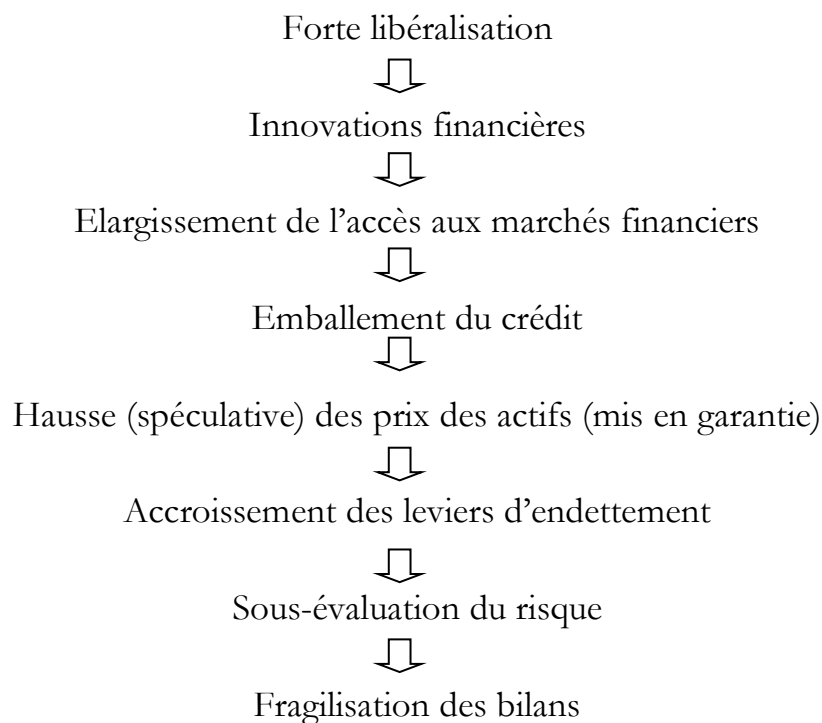 Forte libéralisation
Innovations financières
Elargissement de l’accès aux marchés financiers
Emballement du crédit
Hausse (spéculative) des prix des actifs (mis en garantie)
Accroissement des leviers d’endettement
Sous-évaluation du risque
Fragilisation des bilans